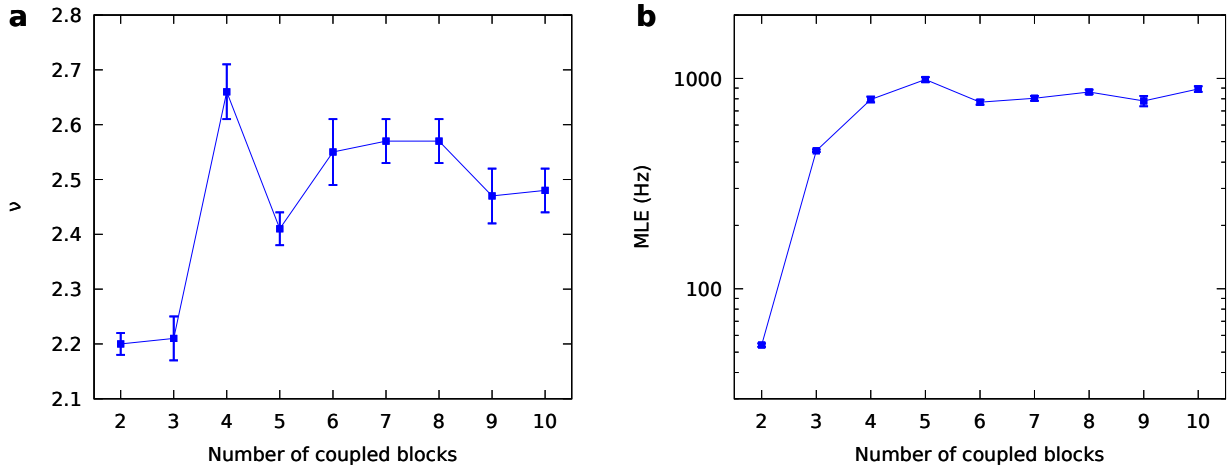 a
2.8
2.7
2.6
2.5
2.4
2.3
2.2
2.1
ν
2 3 4 5 6 7 8 9 10
Number of coupled blocks
b
1000
100
MLE (Hz)
2 3 4 5 6 7 8 9 10
Number of coupled blocks